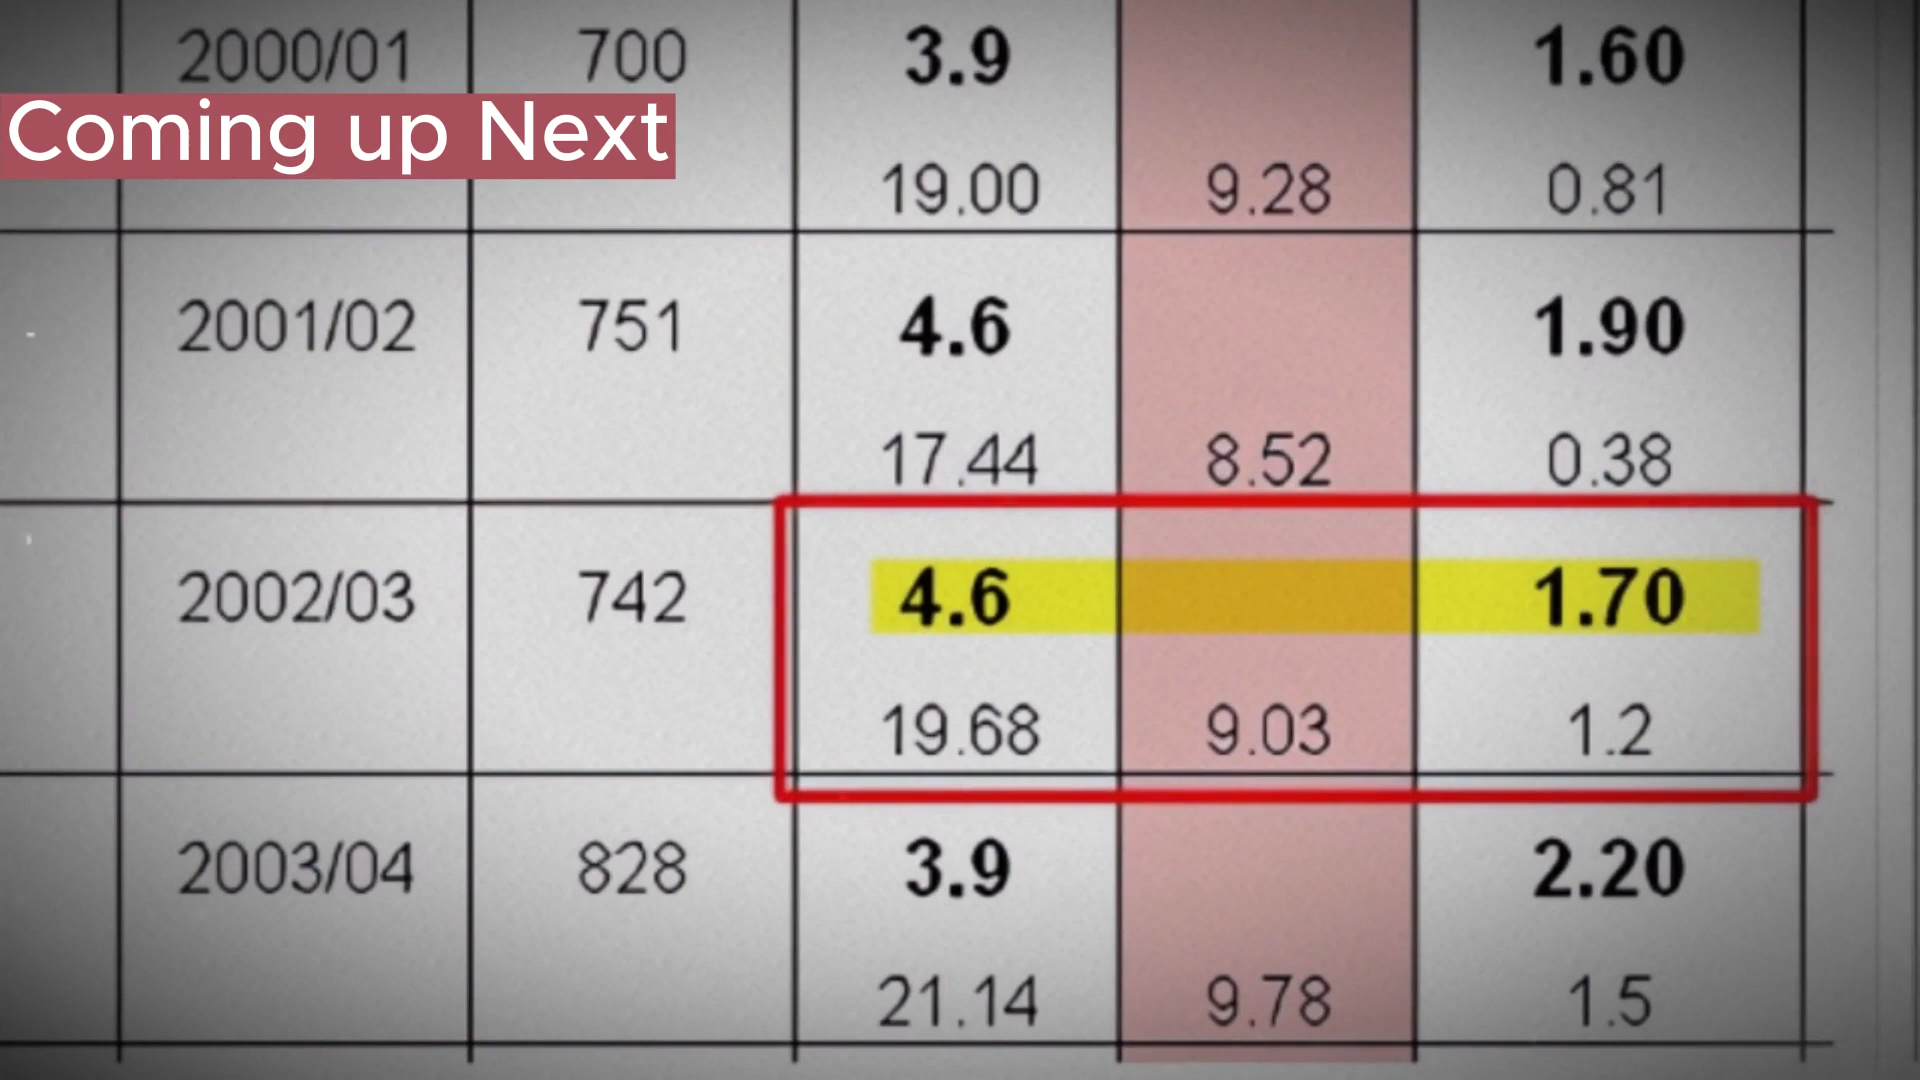 2000/01 700 3.9 1.60
Coming up Next
19.00 9.28 0.81
2001/02 751 4.6 1.90
17.44 8.52 0.38
2002/03 742 4.6 1.70
19.68 9.03 1.2
2003/04 828 3.9 2.20
21.14 9.78 1.5